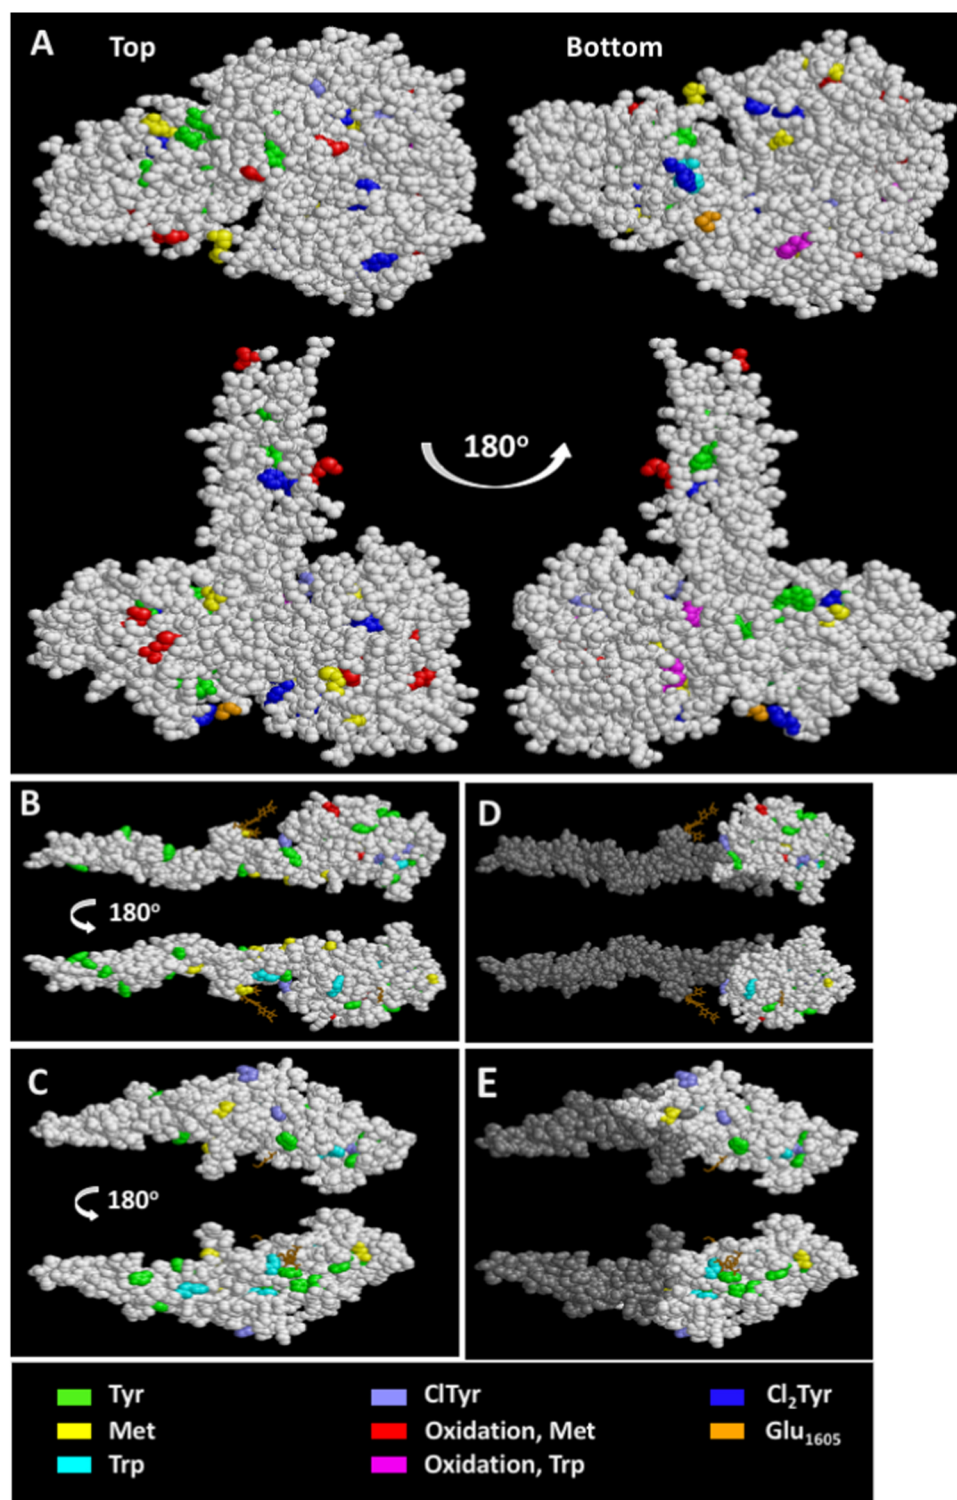 A
Top
Bottom
180°
B
180°
D
C
180°
E
Tyr
ClTyr
Cl₂Tyr
Met
Oxidation, Met
Glu₁₆₀₅
Trp
Oxidation, Trp